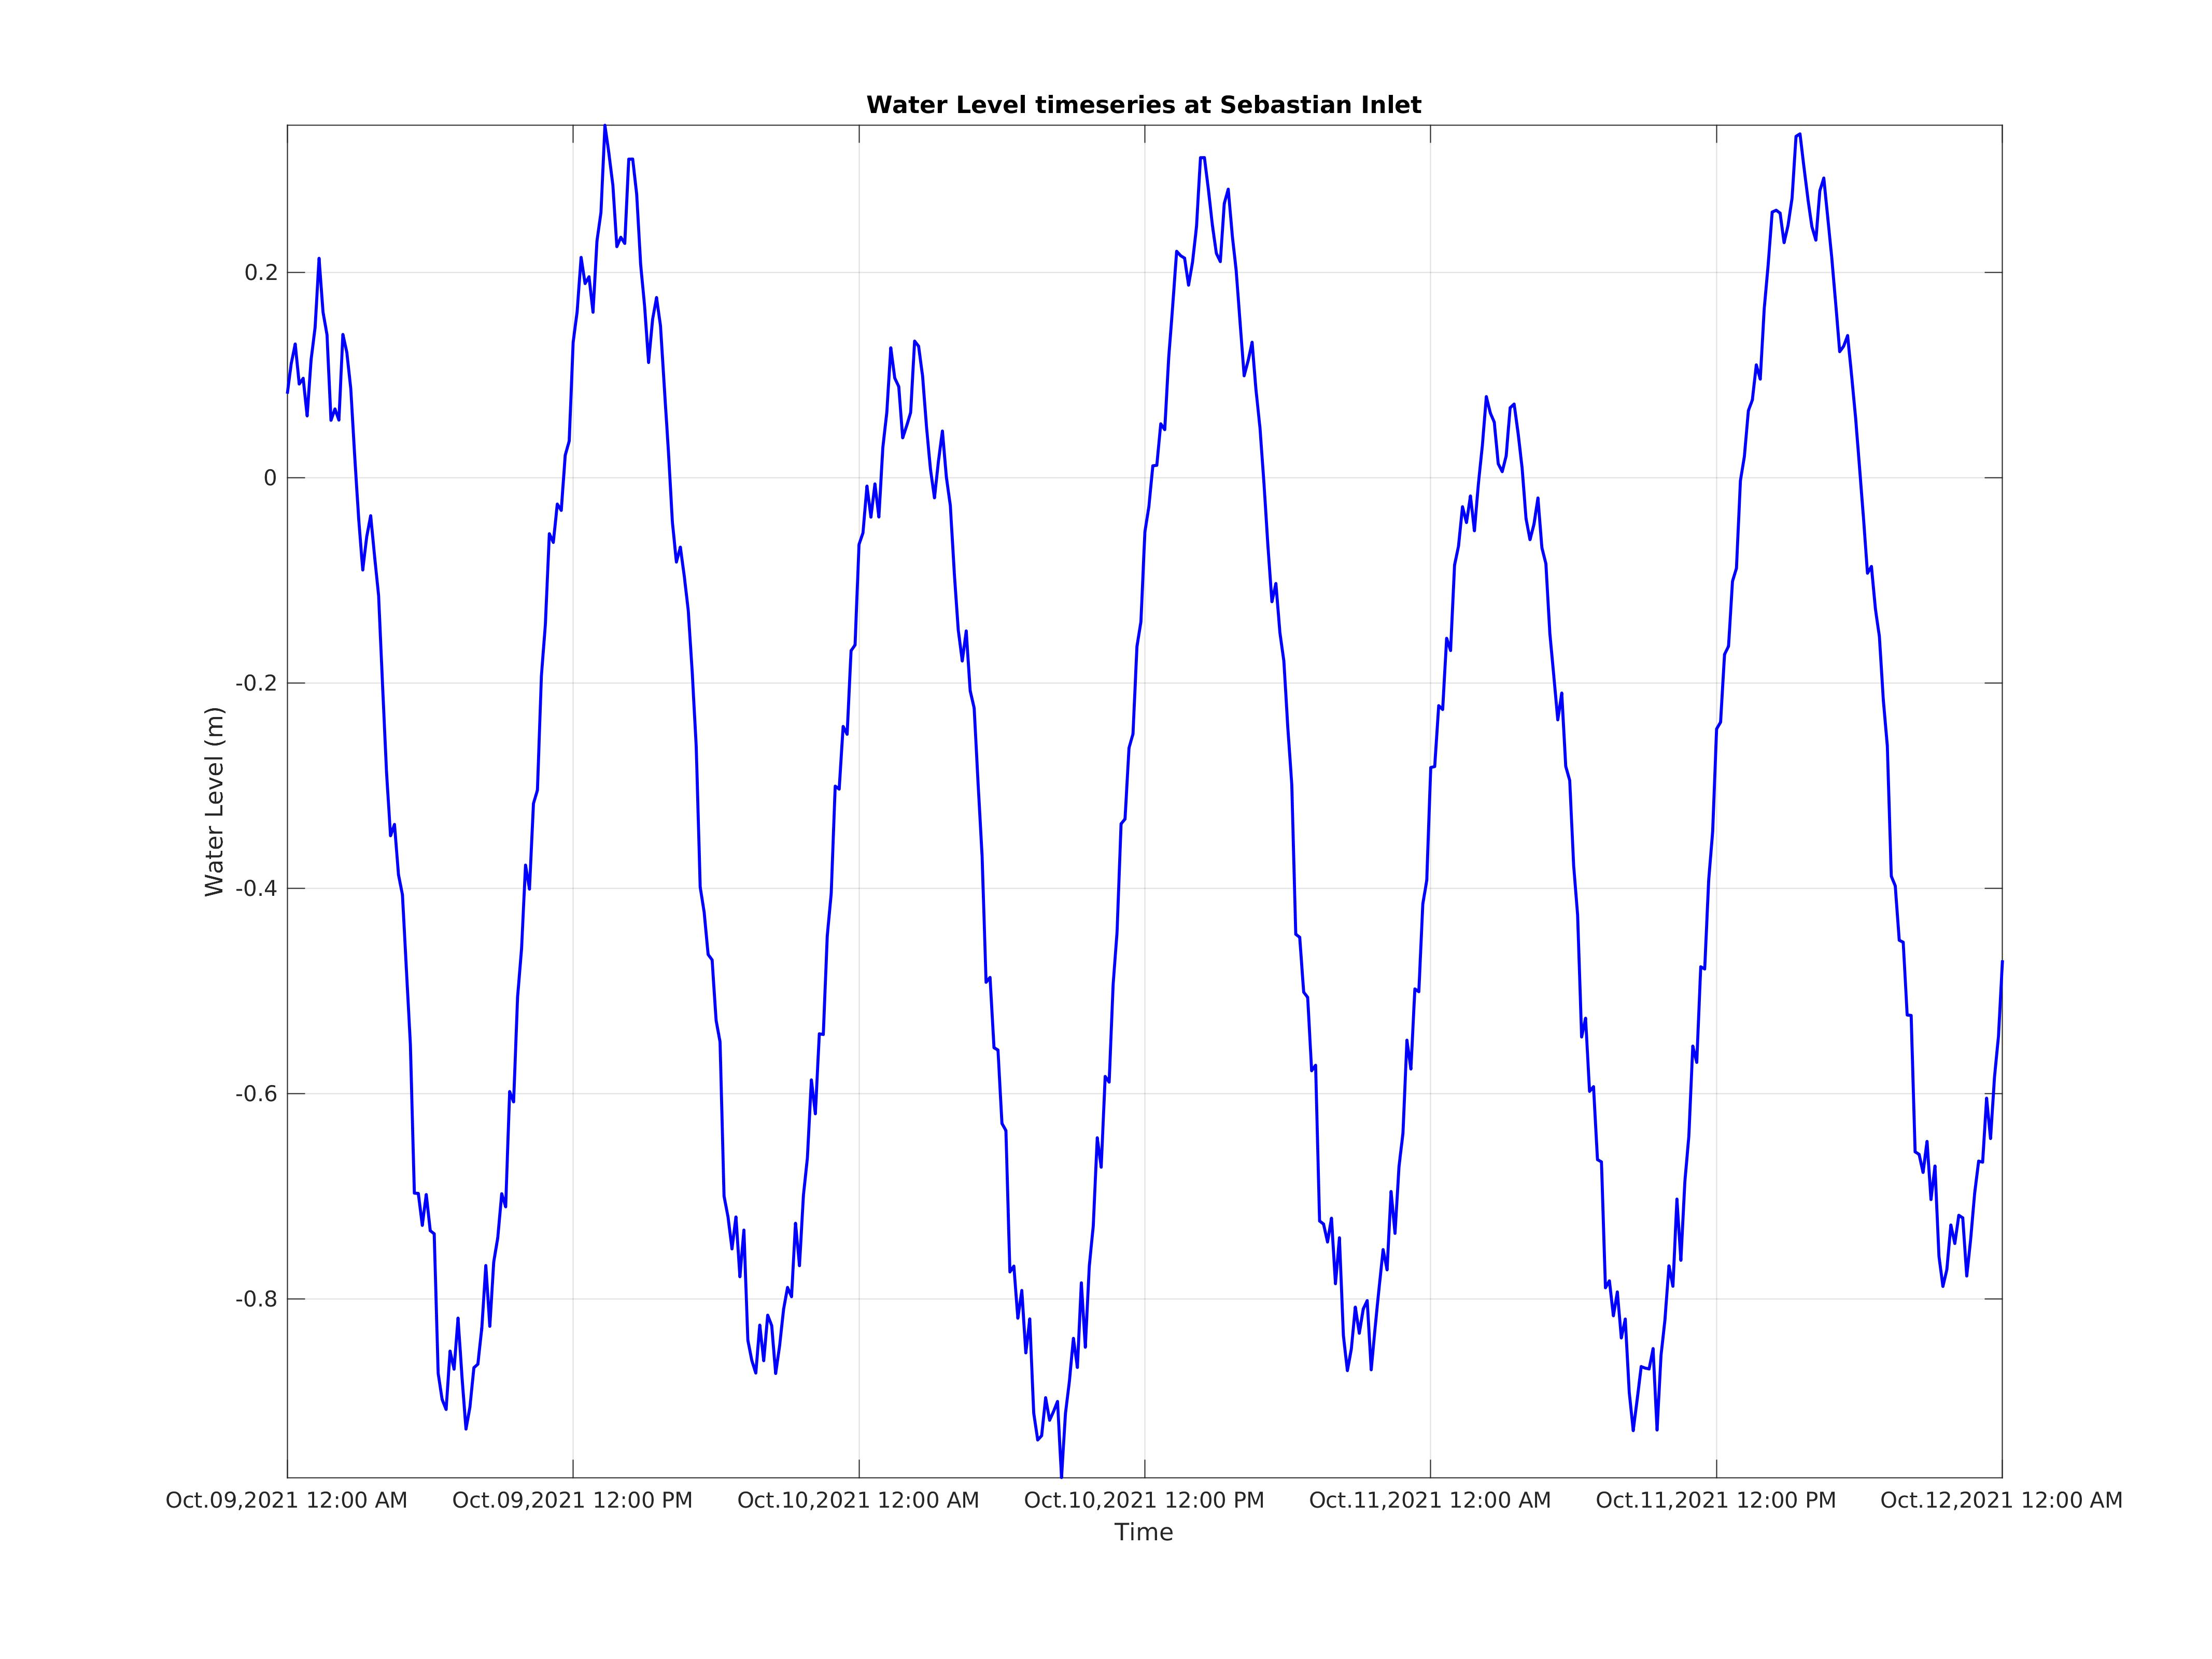 Water Level timeseries at Sebastian Inlet
0.2
0
-0.2
-0.4
-0.6
-0.8
Water Level (m)
Oct.09,2021 12:00 AM
Oct.09,2021 12:00 PM
Oct.10,2021 12:00 AM
Oct.10,2021 12:00 PM
Oct.11,2021 12:00 AM
Oct.11,2021 12:00 PM
Oct.12,2021 12:00 AM
Time